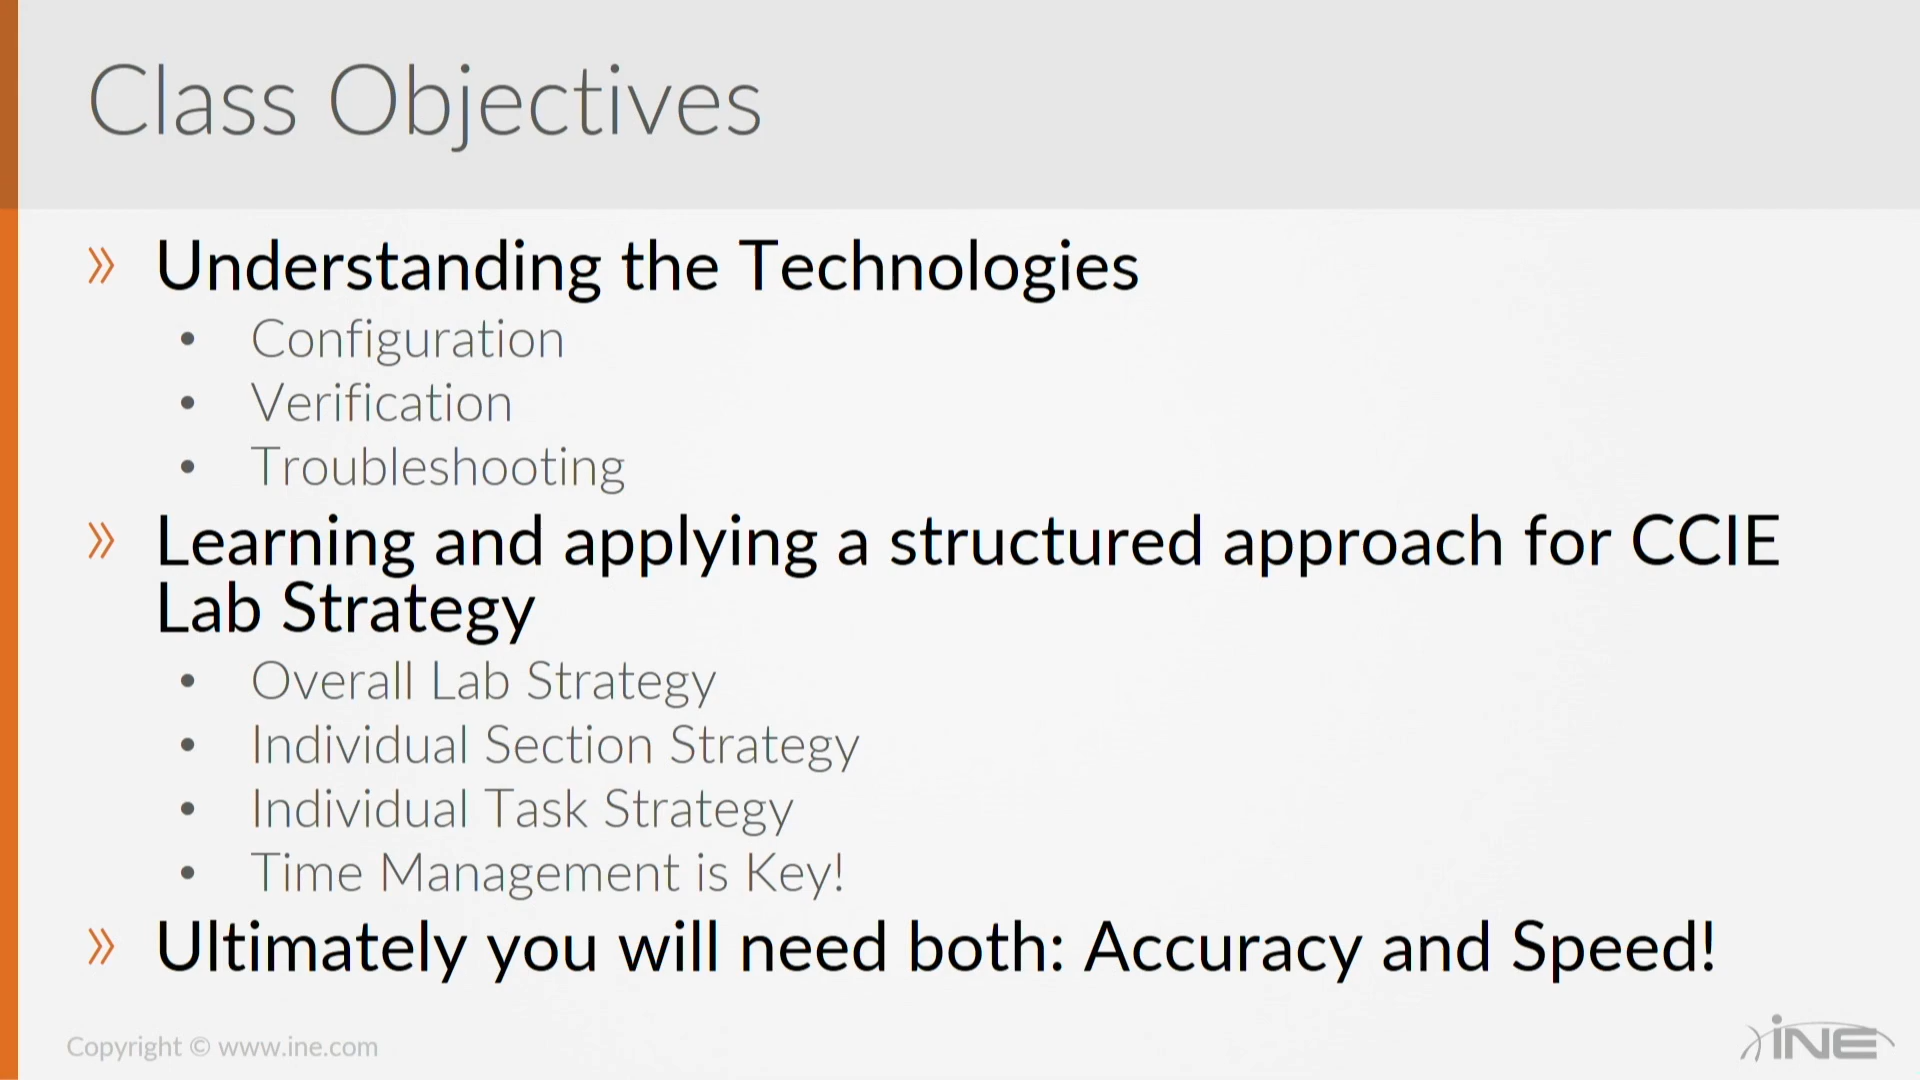 Class Objectives
» Understanding the Technologies
• Configuration
• Verification
• Troubleshooting
» Learning and applying a structured approach for CCIE
Lab Strategy
• Overall Lab Strategy
• Individual Section Strategy
• Individual Task Strategy
• Time Management is Key!
» Ultimately you will need both: Accuracy and Speed!
Copyright © www.ine.com
iNE